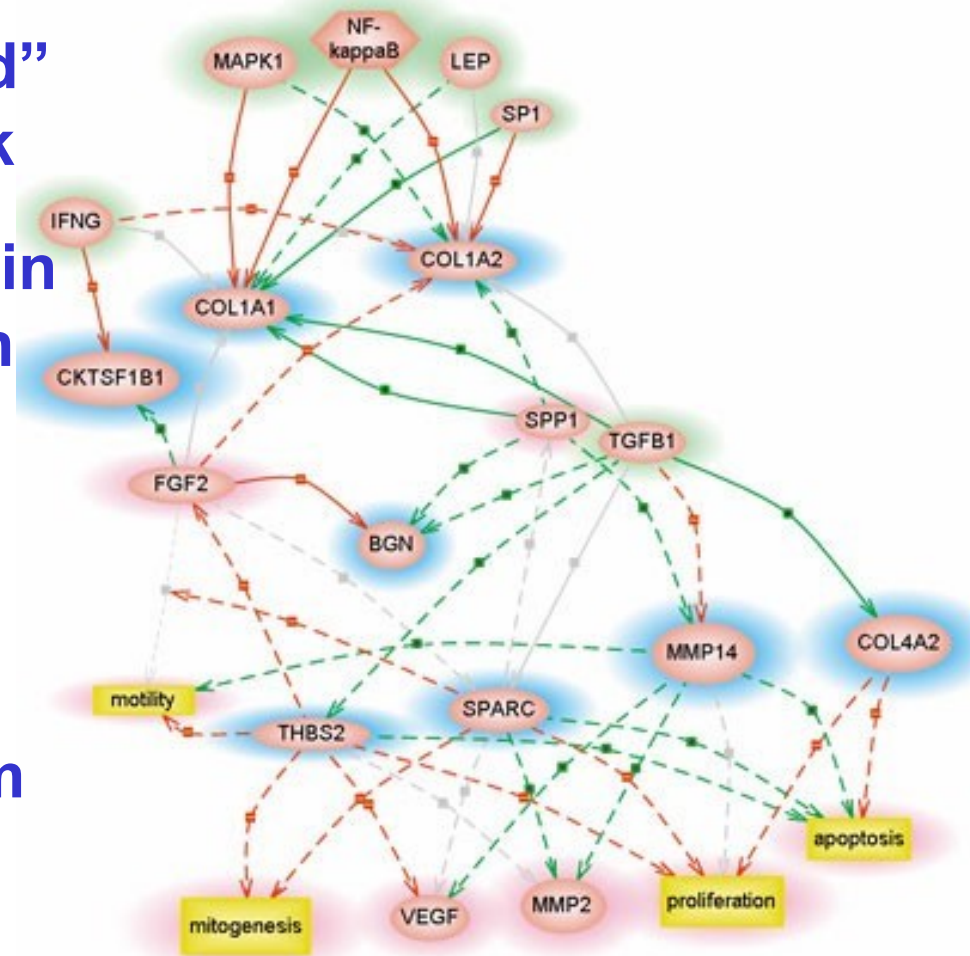 d”
k
in
n
n
NF-
kappaB
MAPK1
LEP
SP1
IFNG
COL1A2
COL1A1
CKTSF1B1
SPP1
TGFB1
FGF2
BGN
MMP14
COL4A2
motility
SPARC
THBS2
apoptosis
proliferation
MMP2
VEGF
mitogenesis